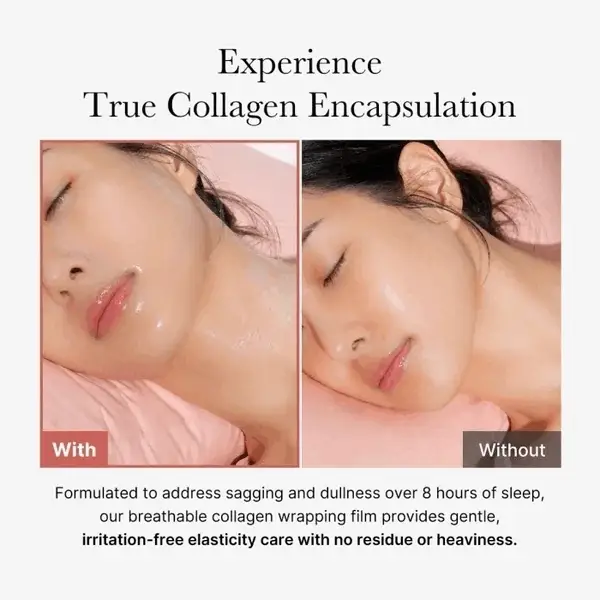 Experience
True Collagen Encapsulation
With
Without
Formulated to address sagging and dullness over 8 hours of sleep,
our breathable collagen wrapping film provides gentle,
irritation-free elasticity care with no residue or heaviness.